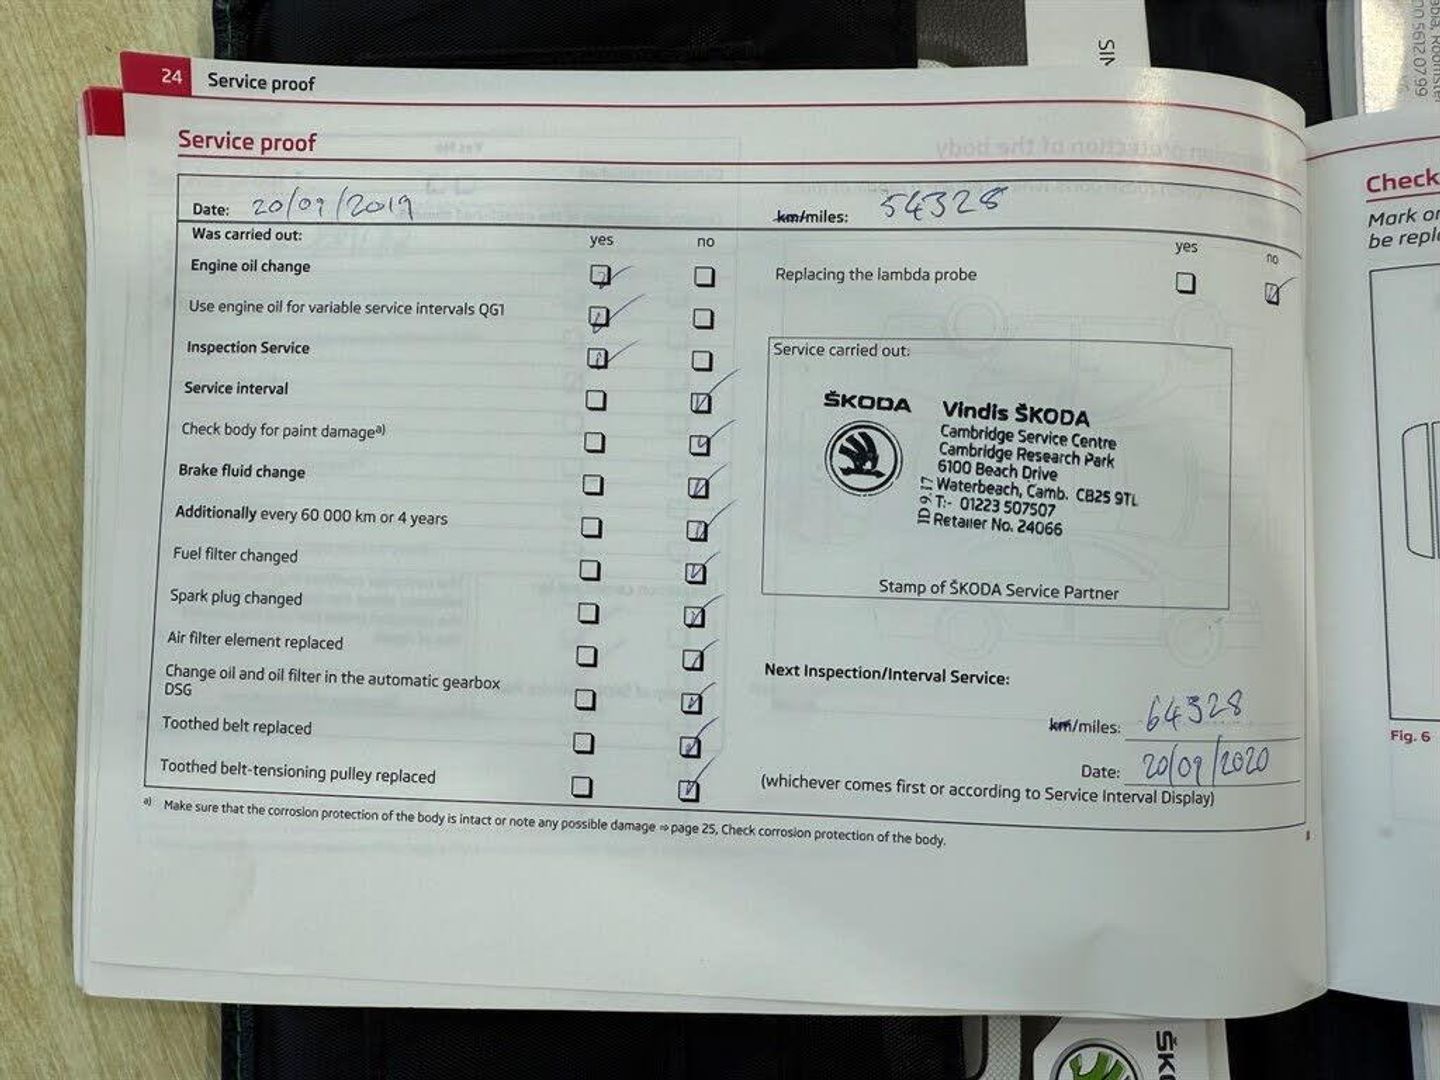 24 Service proof
Service proof
Date: 20/09/2019
km/miles: 54328
Was carried out:
yes no
Engine oil change
Use engine oil for variable service intervals QG1
Inspection Service
Service interval
Check body for paint damagea)
Brake fluid change
Additionally every 60 000 km or 4 years
Fuel filter changed
Spark plug changed
Air filter element replaced
Change oil and oil filter in the automatic gearbox
DSG
Toothed belt replaced
Toothed belt-tensioning pulley replaced
yes no
Replacing the lambda probe
Service carried out:
ŠKODA
Vindis ŠKODA
Cambridge Service Centre
Cambridge Research Park
6100 Beach Drive
Waterbeach, Camb. CB25 9TL
T:- 01223 507507
Retailer No. 24066
ID 9.17
Stamp of ŠKODA Service Partner
Next Inspection/Interval Service:
km/miles: 64328
Date: 20/09/2020
(whichever comes first or according to Service Interval Display)
a) Make sure that the corrosion protection of the body is intact or note any possible damage ⇒ page 25, Check corrosion protection of the body.
Check
Mark or
be repl
Fig. 6
SIM
ŠK